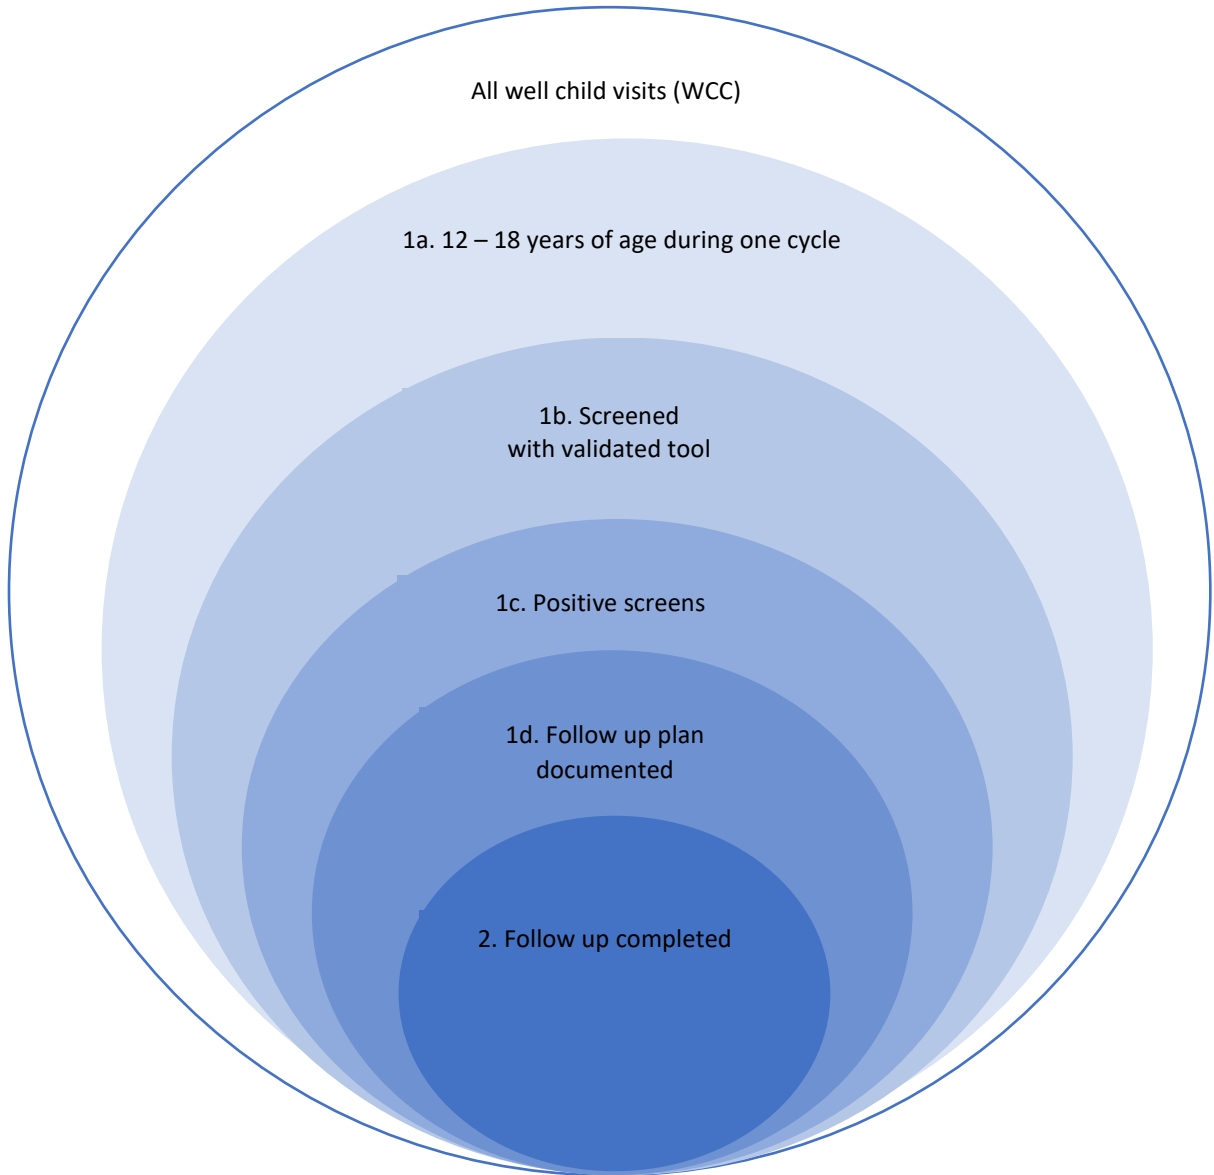 All well child visits (WCC)
1a. 12 – 18 years of age during one cycle
1b. Screened
with validated tool
1c. Positive screens
1d. Follow up plan
documented
2. Follow up completed